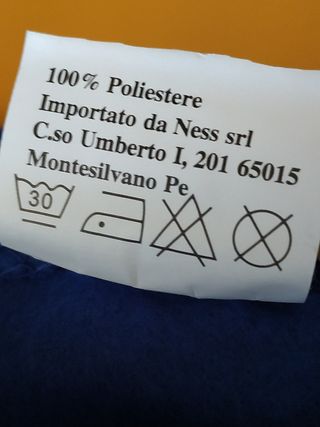 100% Poliestere
Importato da Ness srl
C.so Umberto I, 201 65015
Montesilvano Pe
30